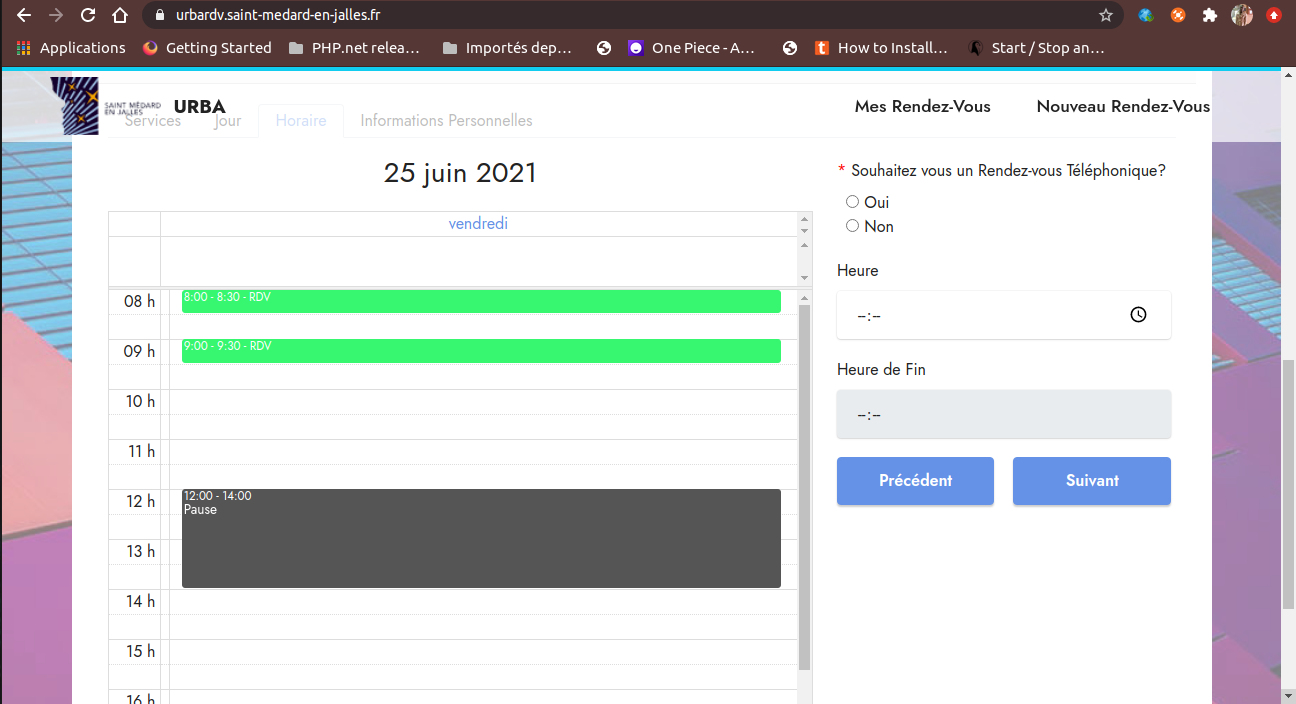 urbardv.saint-medard-en-jalles.fr
Applications Getting Started PHP.net relea... Importés dep... One Piece - A... How to Install... Start / Stop an...
SAINT MÉDARD
EN JALLES
URBA
Mes Rendez-Vous Nouveau Rendez-Vous
Services Jour Horaire Informations Personnelles
25 juin 2021
vendredi
08 h
8:00 - 8:30 - RDV
09 h
9:00 - 9:30 - RDV
10 h
11 h
12 h
12:00 - 14:00
Pause
13 h
14 h
15 h
16 h
* Souhaitez vous un Rendez-vous Téléphonique?
Oui
Non
Heure
--:--
Heure de Fin
--:--
Précédent Suivant